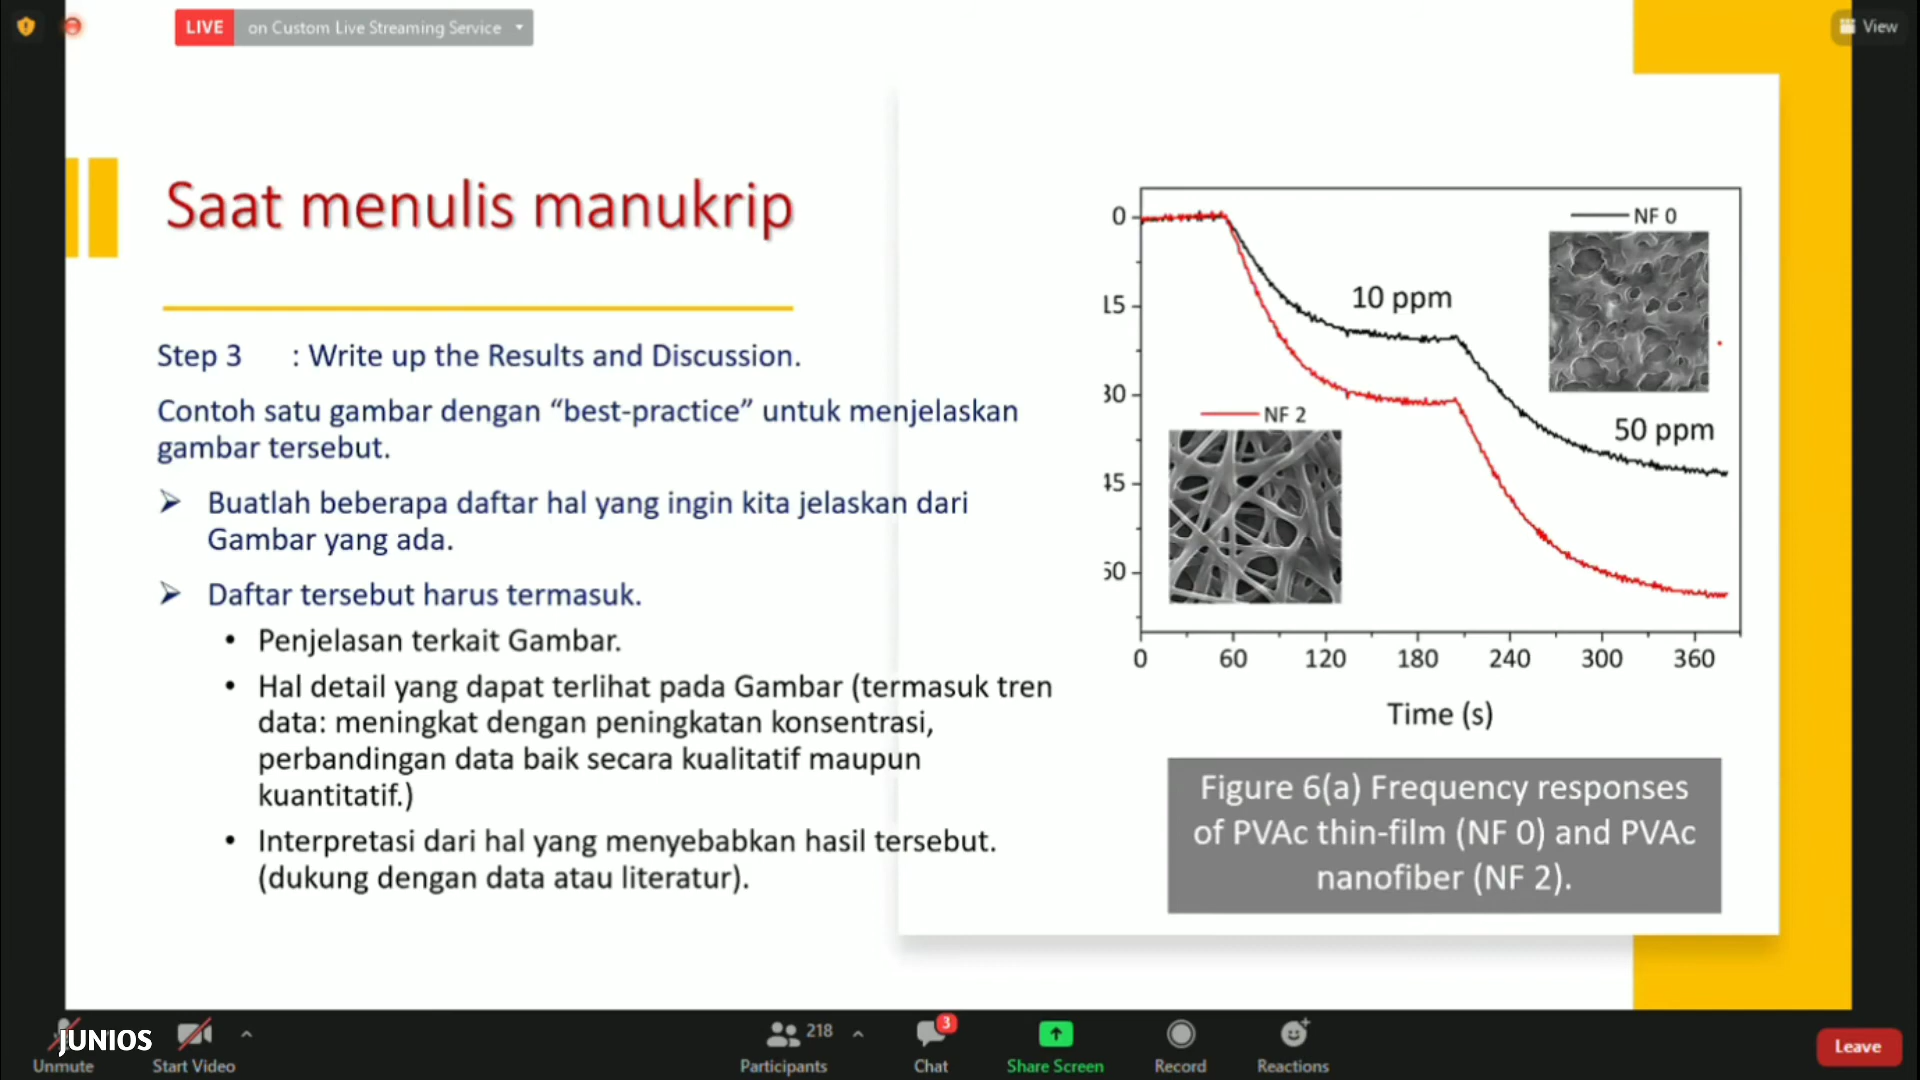 LIVE on Custom Live Streaming Service
View
Saat menulis manukrip
Step 3 : Write up the Results and Discussion.
Contoh satu gambar dengan “best-practice” untuk menjelaskan
gambar tersebut.
➢ Buatlah beberapa daftar hal yang ingin kita jelaskan dari
Gambar yang ada.
➢ Daftar tersebut harus termasuk.
• Penjelasan terkait Gambar.
• Hal detail yang dapat terlihat pada Gambar (termasuk tren
data: meningkat dengan peningkatan konsentrasi,
perbandingan data baik secara kualitatif maupun
kuantitatif.)
• Interpretasi dari hal yang menyebabkan hasil tersebut.
(dukung dengan data atau literatur).
0
15
30
45
60
NF 0
10 ppm
NF 2
50 ppm
0 60 120 180 240 300 360
Time (s)
Figure 6(a) Frequency responses
of PVAc thin-film (NF 0) and PVAc
nanofiber (NF 2).
JUNIOS
218
3
Unmute Start Video Participants Chat Share Screen Record Reactions
Leave